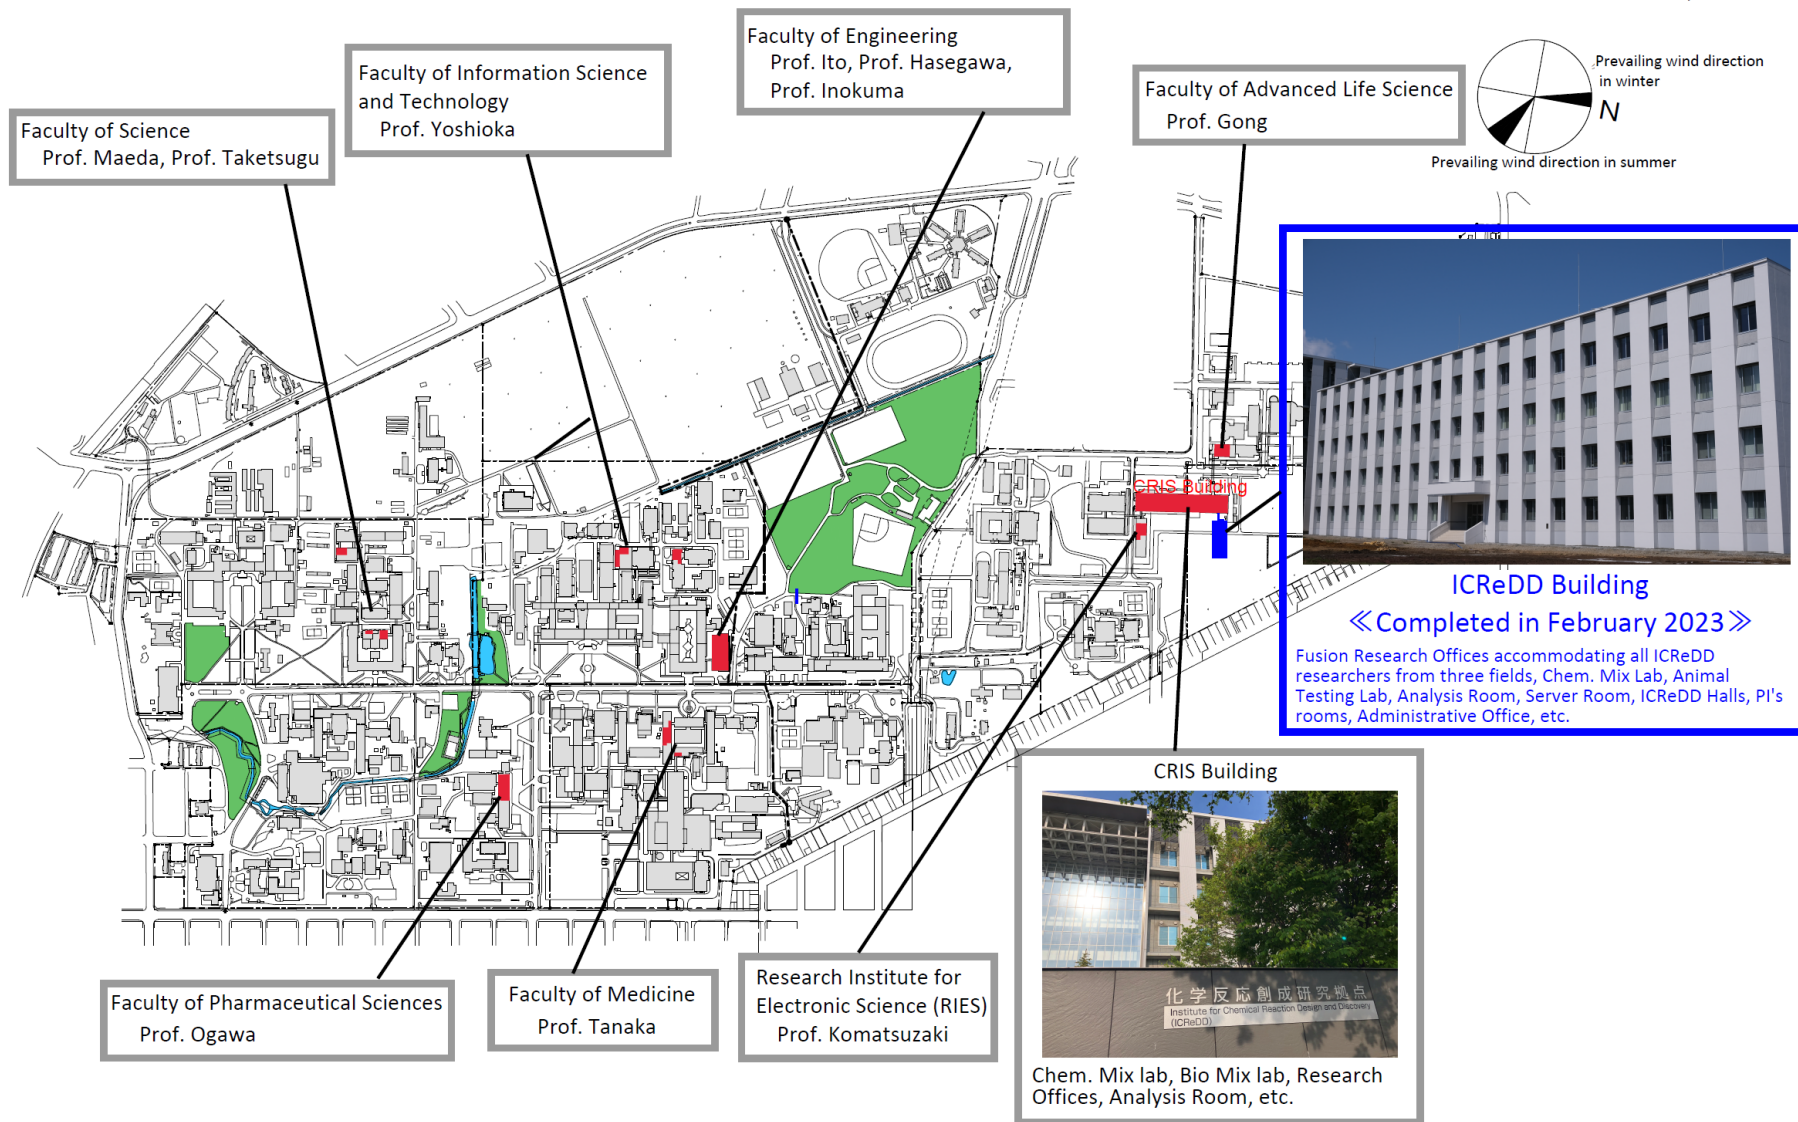 Faculty of Engineering
Prof. Ito, Prof. Hasegawa,
Prof. Inokuma
Faculty of Information Science
and Technology
Prof. Yoshioka
Faculty of Science
Prof. Maeda, Prof. Taketsugu
Faculty of Advanced Life Science
Prof. Gong
Prevailing wind direction
in winter
N
Prevailing wind direction in summer
CRIS Building
ICReDD Building
≪Completed in February 2023≫
Fusion Research Offices accommodating all ICReDD
researchers from three fields, Chem. Mix Lab, Animal
Testing Lab, Analysis Room, Server Room, ICReDD Halls, PI's
rooms, Administrative Office, etc.
CRIS Building
化学反応創成研究拠点
Institute for Chemical Reaction Design and Discovery
(ICReDD)
Chem. Mix lab, Bio Mix lab, Research
Offices, Analysis Room, etc.
Faculty of Pharmaceutical Sciences
Prof. Ogawa
Faculty of Medicine
Prof. Tanaka
Research Institute for
Electronic Science (RIES)
Prof. Komatsuzaki